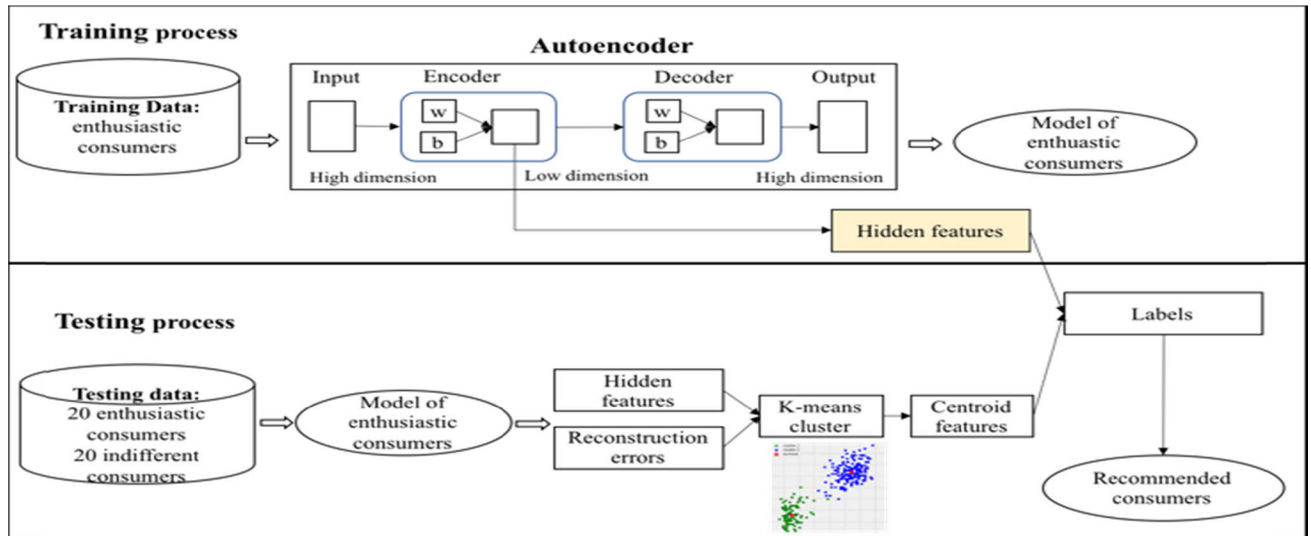 Training process
Autoencoder
Training Data:
enthusiastic
consumers
Input
Encoder
Decoder
Output
w
b
w
b
High dimension
Low dimension
High dimension
Model of
enthuastic
consumers
Hidden features
Testing process
Labels
Testing data:
20 enthusiastic
consumers
20 indifferent
consumers
Model of
enthusiastic
consumers
Hidden
features
Reconstruction
errors
K-means
cluster
Centroid
features
Recommended
consumers